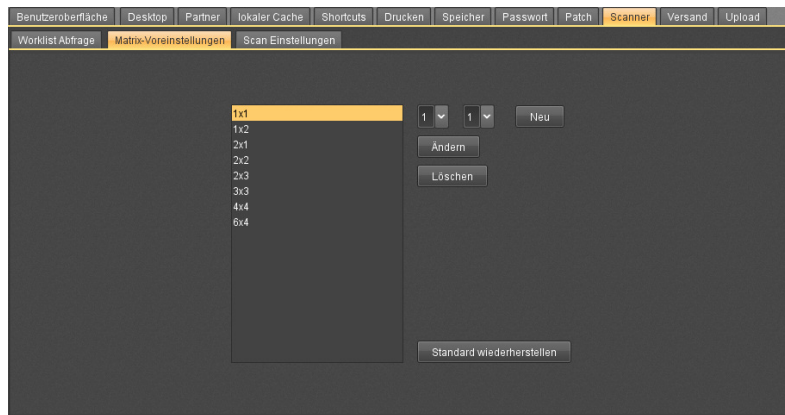 Benutzeroberfläche Desktop Partner lokaler Cache Shortcuts Drucken Speicher Passwort Patch Scanner Versand Upload
Worklist Abfrage Matrix-Voreinstellungen Scan Einstellungen
1x1 1 1 Neu
1x2
2x1 Ändern
2x2
2x3 Löschen
3x3
4x4
6x4
Standard wiederherstellen